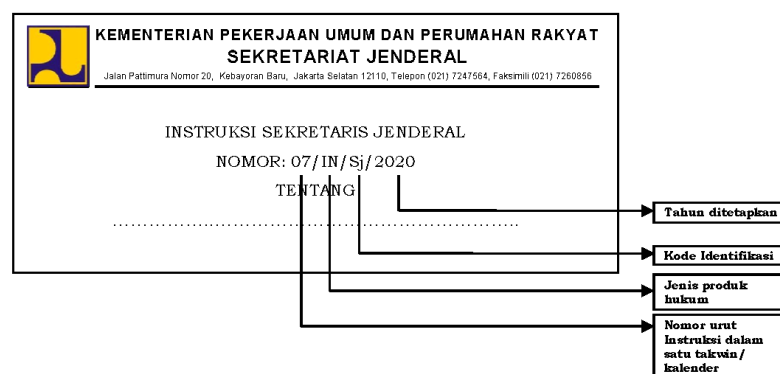 KEMENTERIAN PEKERJAAN UMUM DAN PERUMAHAN RAKYAT
SEKRETARIAT JENDERAL
Jalan Pattimura Nomor 20, Kebayoran Baru, Jakarta Selatan 12110, Telepon (021) 7247564, Faksimili (021) 7260856
INSTRUKSI SEKRETARIS JENDERAL
NOMOR: 07/IN/Sj/2020
TENTANG
..................................................................
Tahun ditetapkan
Kode Identifikasi
Jenis produk
hukum
Nomor urut
Instruksi dalam
satu takwin/
kalender